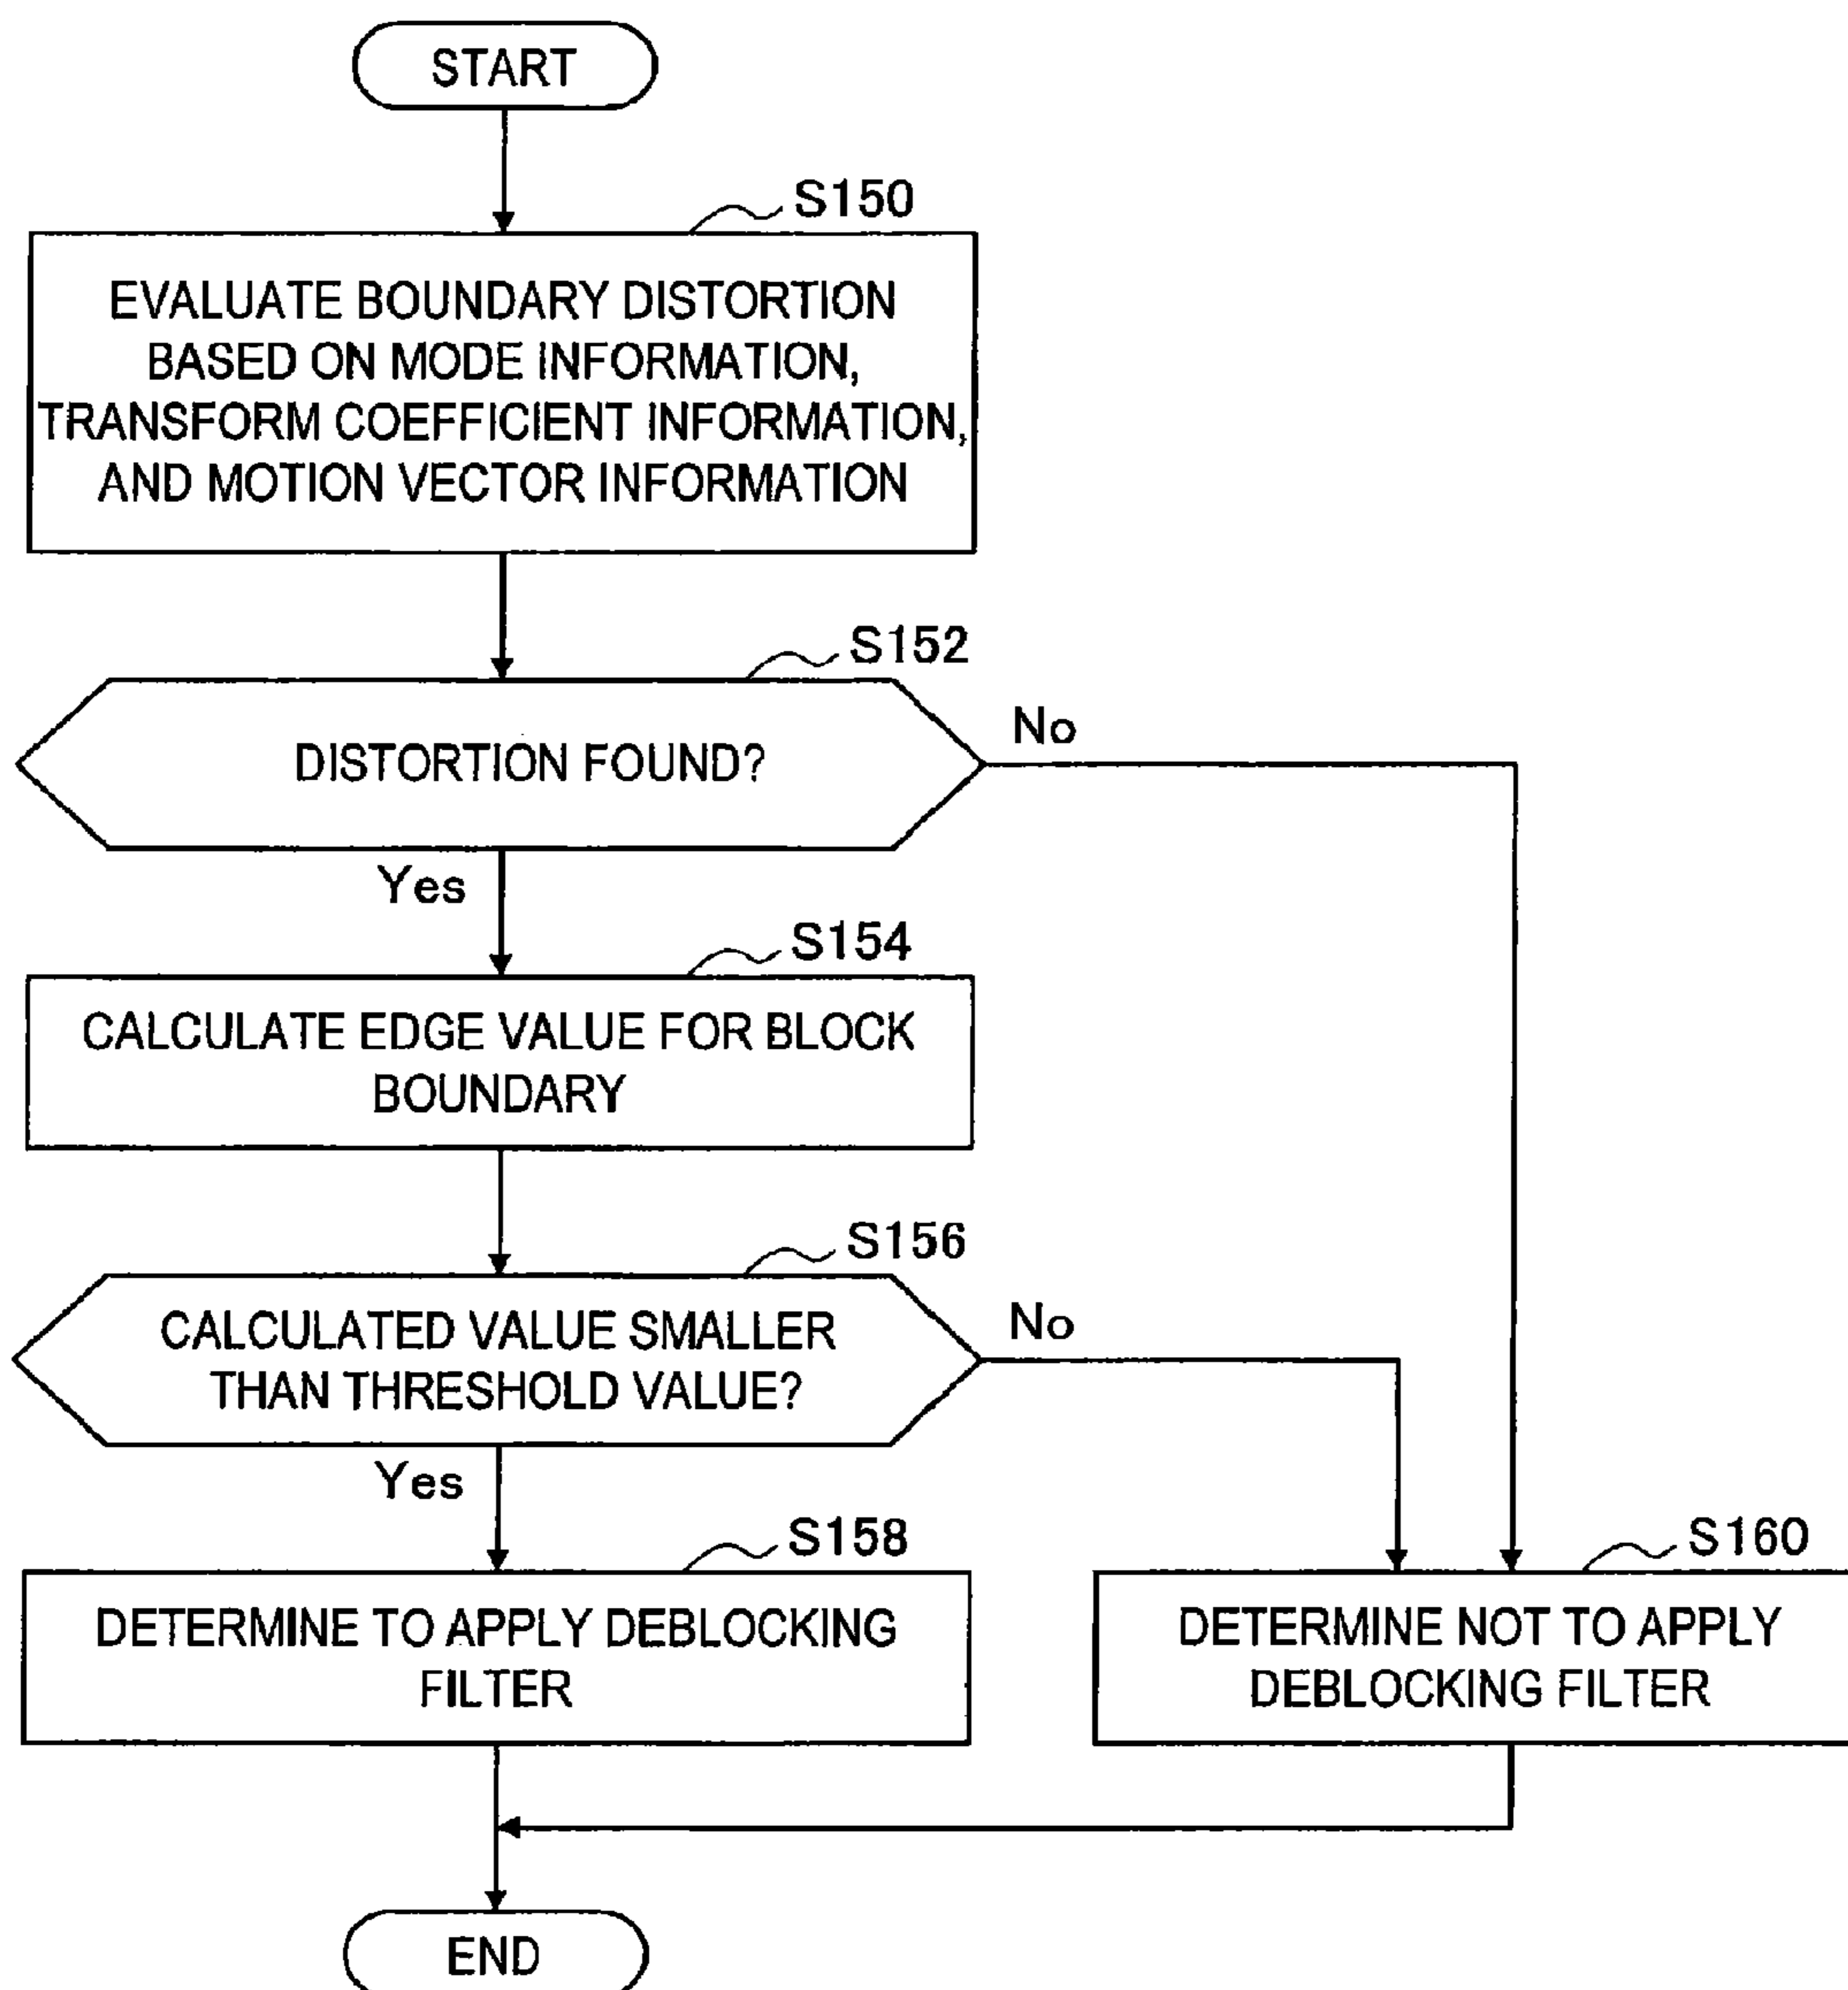 START
S150
EVALUATE BOUNDARY DISTORTION
BASED ON MODE INFORMATION,
TRANSFORM COEFFICIENT INFORMATION,
AND MOTION VECTOR INFORMATION
S152
DISTORTION FOUND?
No
Yes
S154
CALCULATE EDGE VALUE FOR BLOCK
BOUNDARY
S156
CALCULATED VALUE SMALLER
THAN THRESHOLD VALUE?
No
Yes
S158
DETERMINE TO APPLY DEBLOCKING
FILTER
S160
DETERMINE NOT TO APPLY
DEBLOCKING FILTER
END